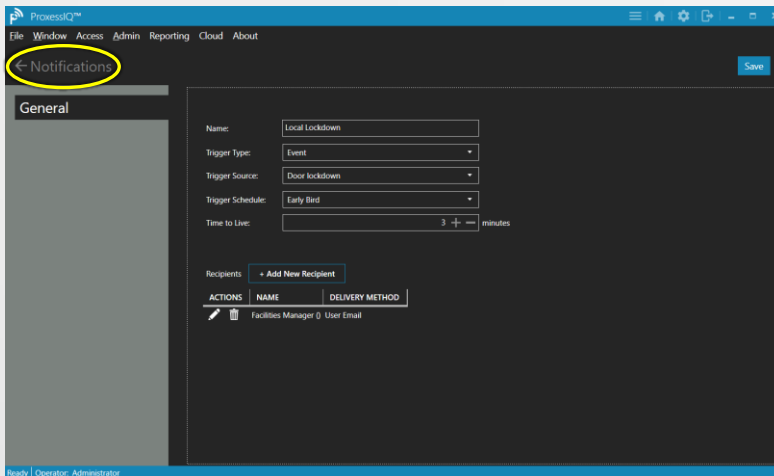 ProxessIQ™
File Window Access Admin Reporting Cloud About
Notifications
Save
General
Name: Local Lockdown
Trigger Type: Event
Trigger Source: Door lockdown
Trigger Schedule: Early Bird
Time to Live: 3 minutes
Recipients + Add New Recipient
ACTIONS NAME DELIVERY METHOD
Facilities Manager () User Email
Ready Operator: Administrator